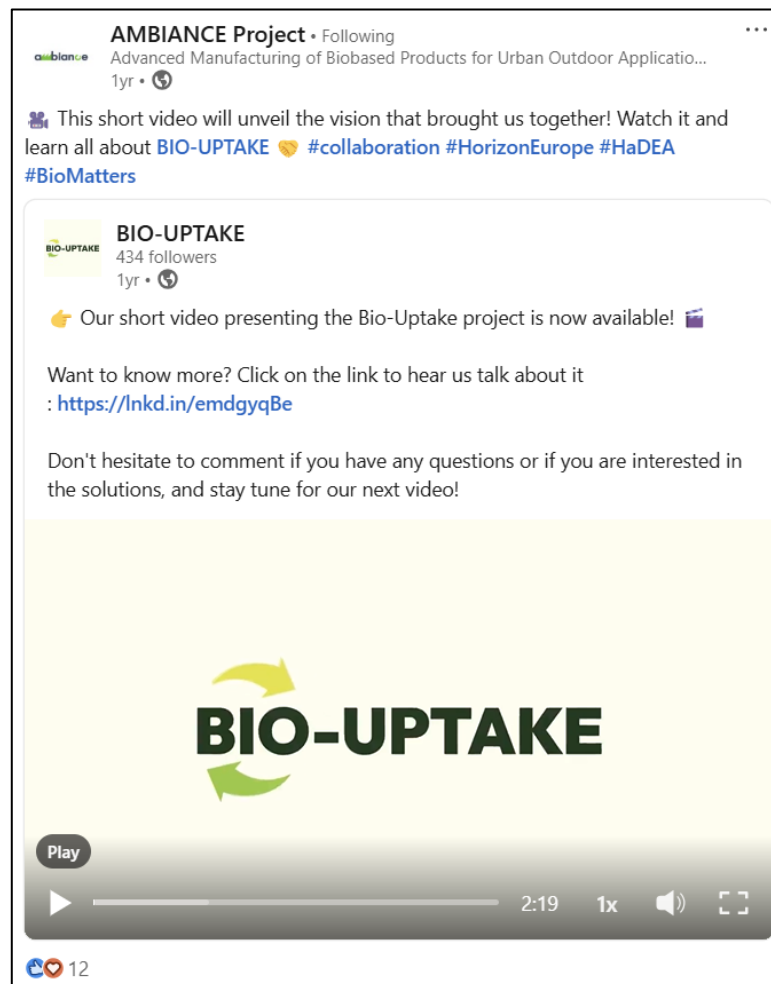 ambiance
AMBIANCE Project • Following
Advanced Manufacturing of Biobased Products for Urban Outdoor Applicatio...
1yr •
This short video will unveil the vision that brought us together! Watch it and
learn all about BIO-UPTAKE #collaboration #HorizonEurope #HaDEA
#BioMatters
BIO-UPTAKE
BIO-UPTAKE
434 followers
1yr •
Our short video presenting the Bio-Uptake project is now available!
Want to know more? Click on the link to hear us talk about it
: https://lnkd.in/emdgyqBe
Don't hesitate to comment if you have any questions or if you are interested in
the solutions, and stay tune for our next video!
BIO-UPTAKE
Play
2:19 1x
12